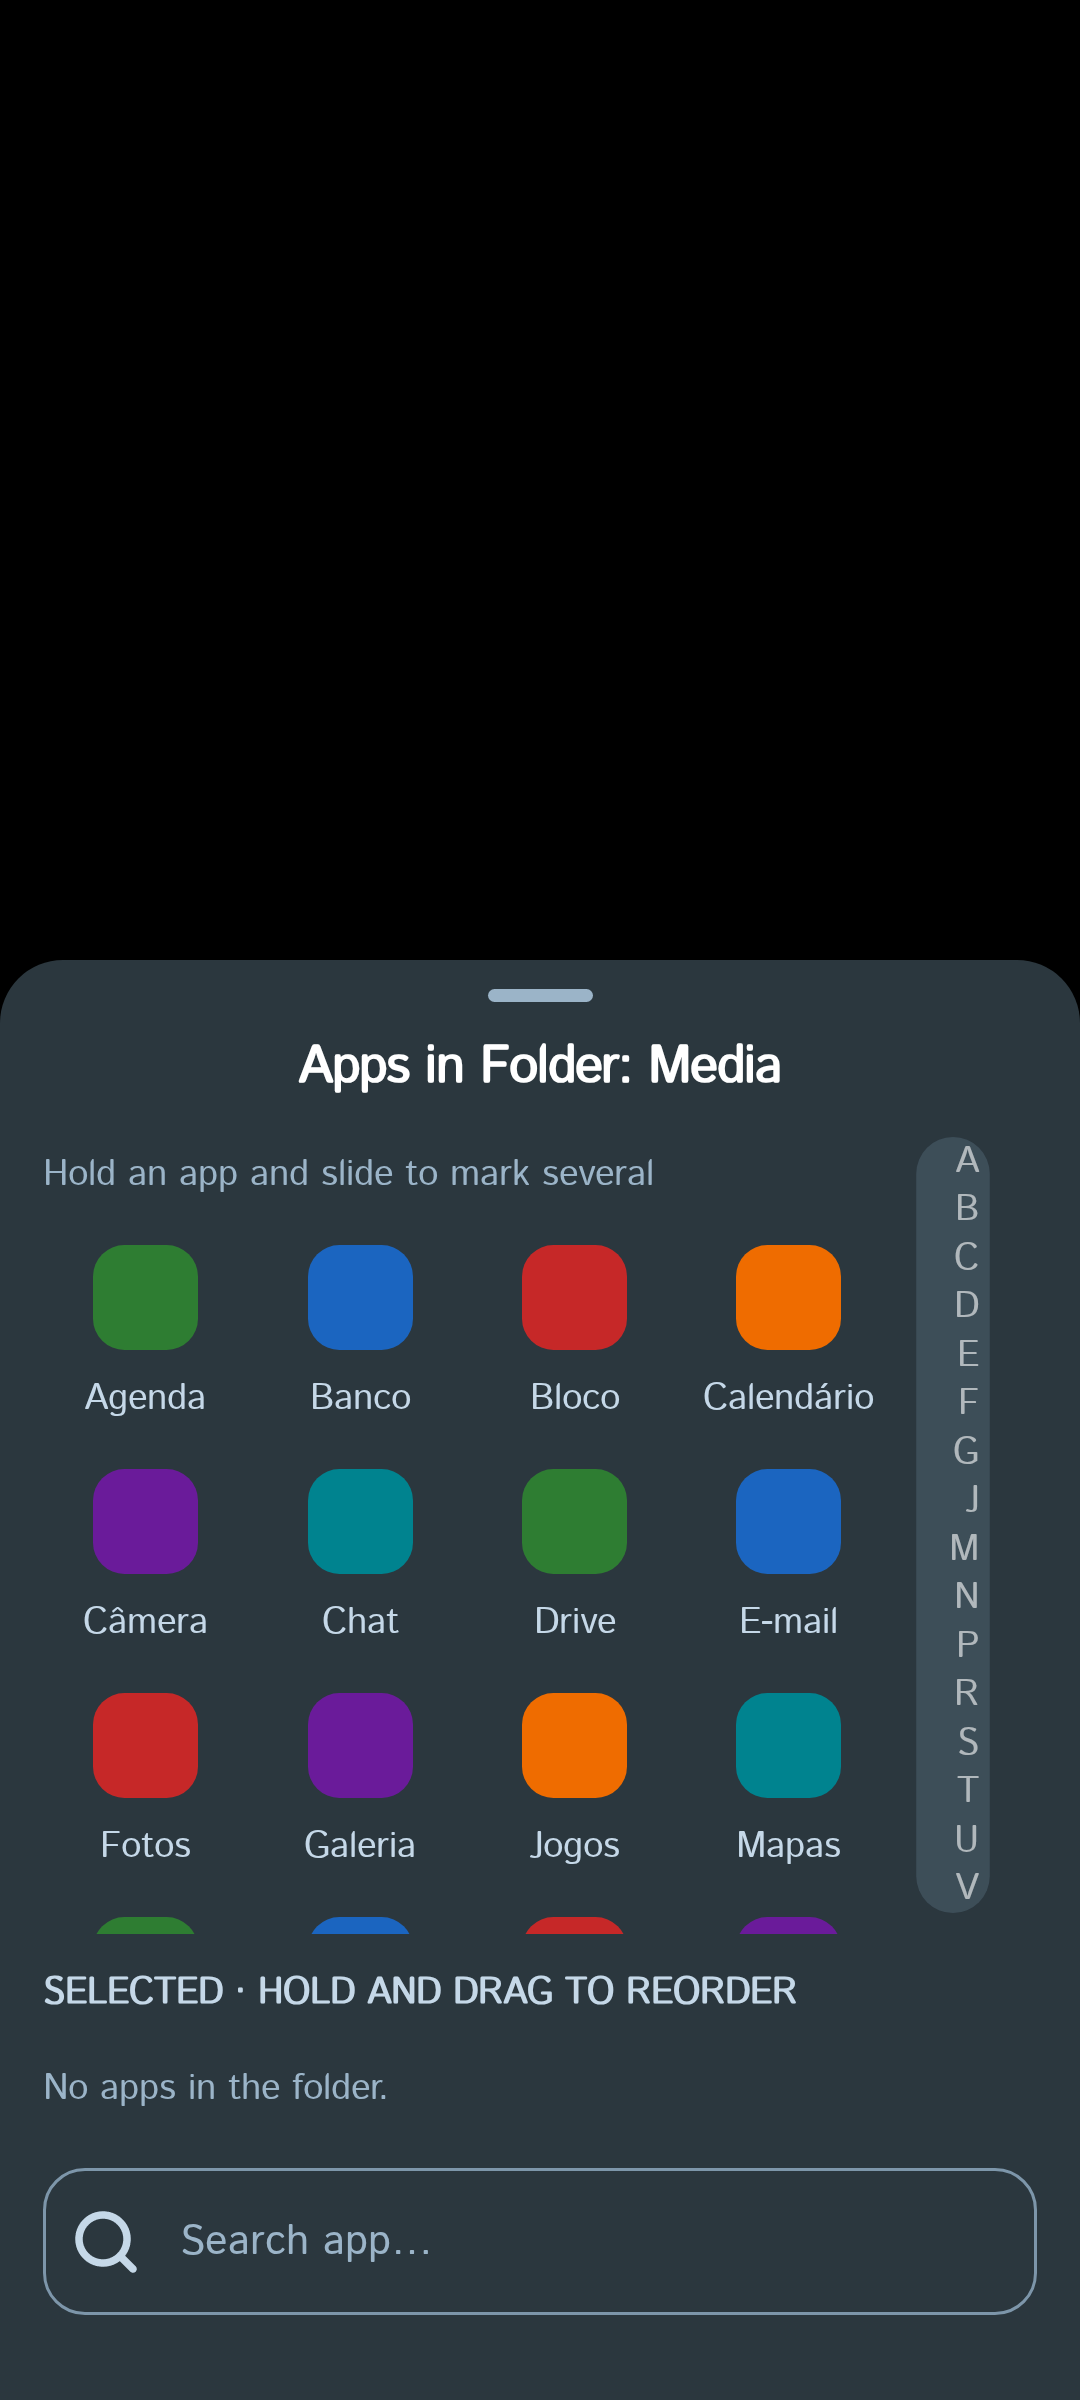 Apps in Folder: Media
Hold an app and slide to mark several
Agenda Banco Bloco Calendário
Câmera Chat Drive E-mail
Fotos Galeria Jogos Mapas
A
B
C
D
E
F
G
J
M
N
P
R
S
T
U
V
SELECTED · HOLD AND DRAG TO REORDER
No apps in the folder.
Search app...